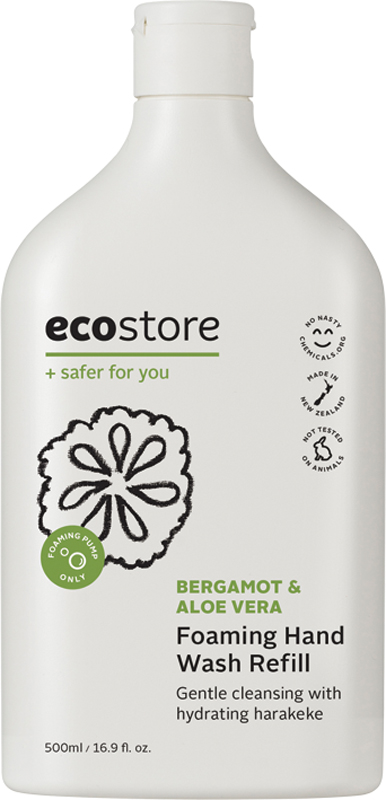 ecostore
+ safer for you
NO NASTY
CHEMICALS.ORG
MADE IN
NEW ZEALAND
NOT TESTED
ON ANIMALS
FOAMING PUMP
ONLY
BERGAMOT &
ALOE VERA
Foaming Hand
Wash Refill
Gentle cleansing with
hydrating harakeke
500ml / 16.9 fl. oz.